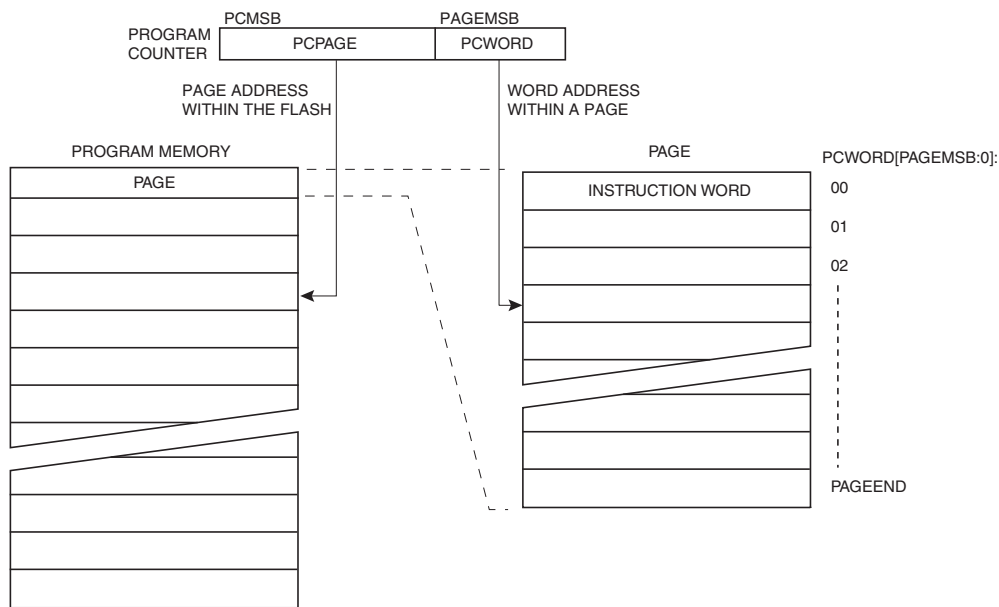 PCMSB
PAGEMSB
PROGRAM
COUNTER
PCPAGE
PCWORD
PAGE ADDRESS
WITHIN THE FLASH
WORD ADDRESS
WITHIN A PAGE
PROGRAM MEMORY
PAGE
PAGE
PCWORD[PAGEMSB:0]:
INSTRUCTION WORD
00
01
02
PAGEEND